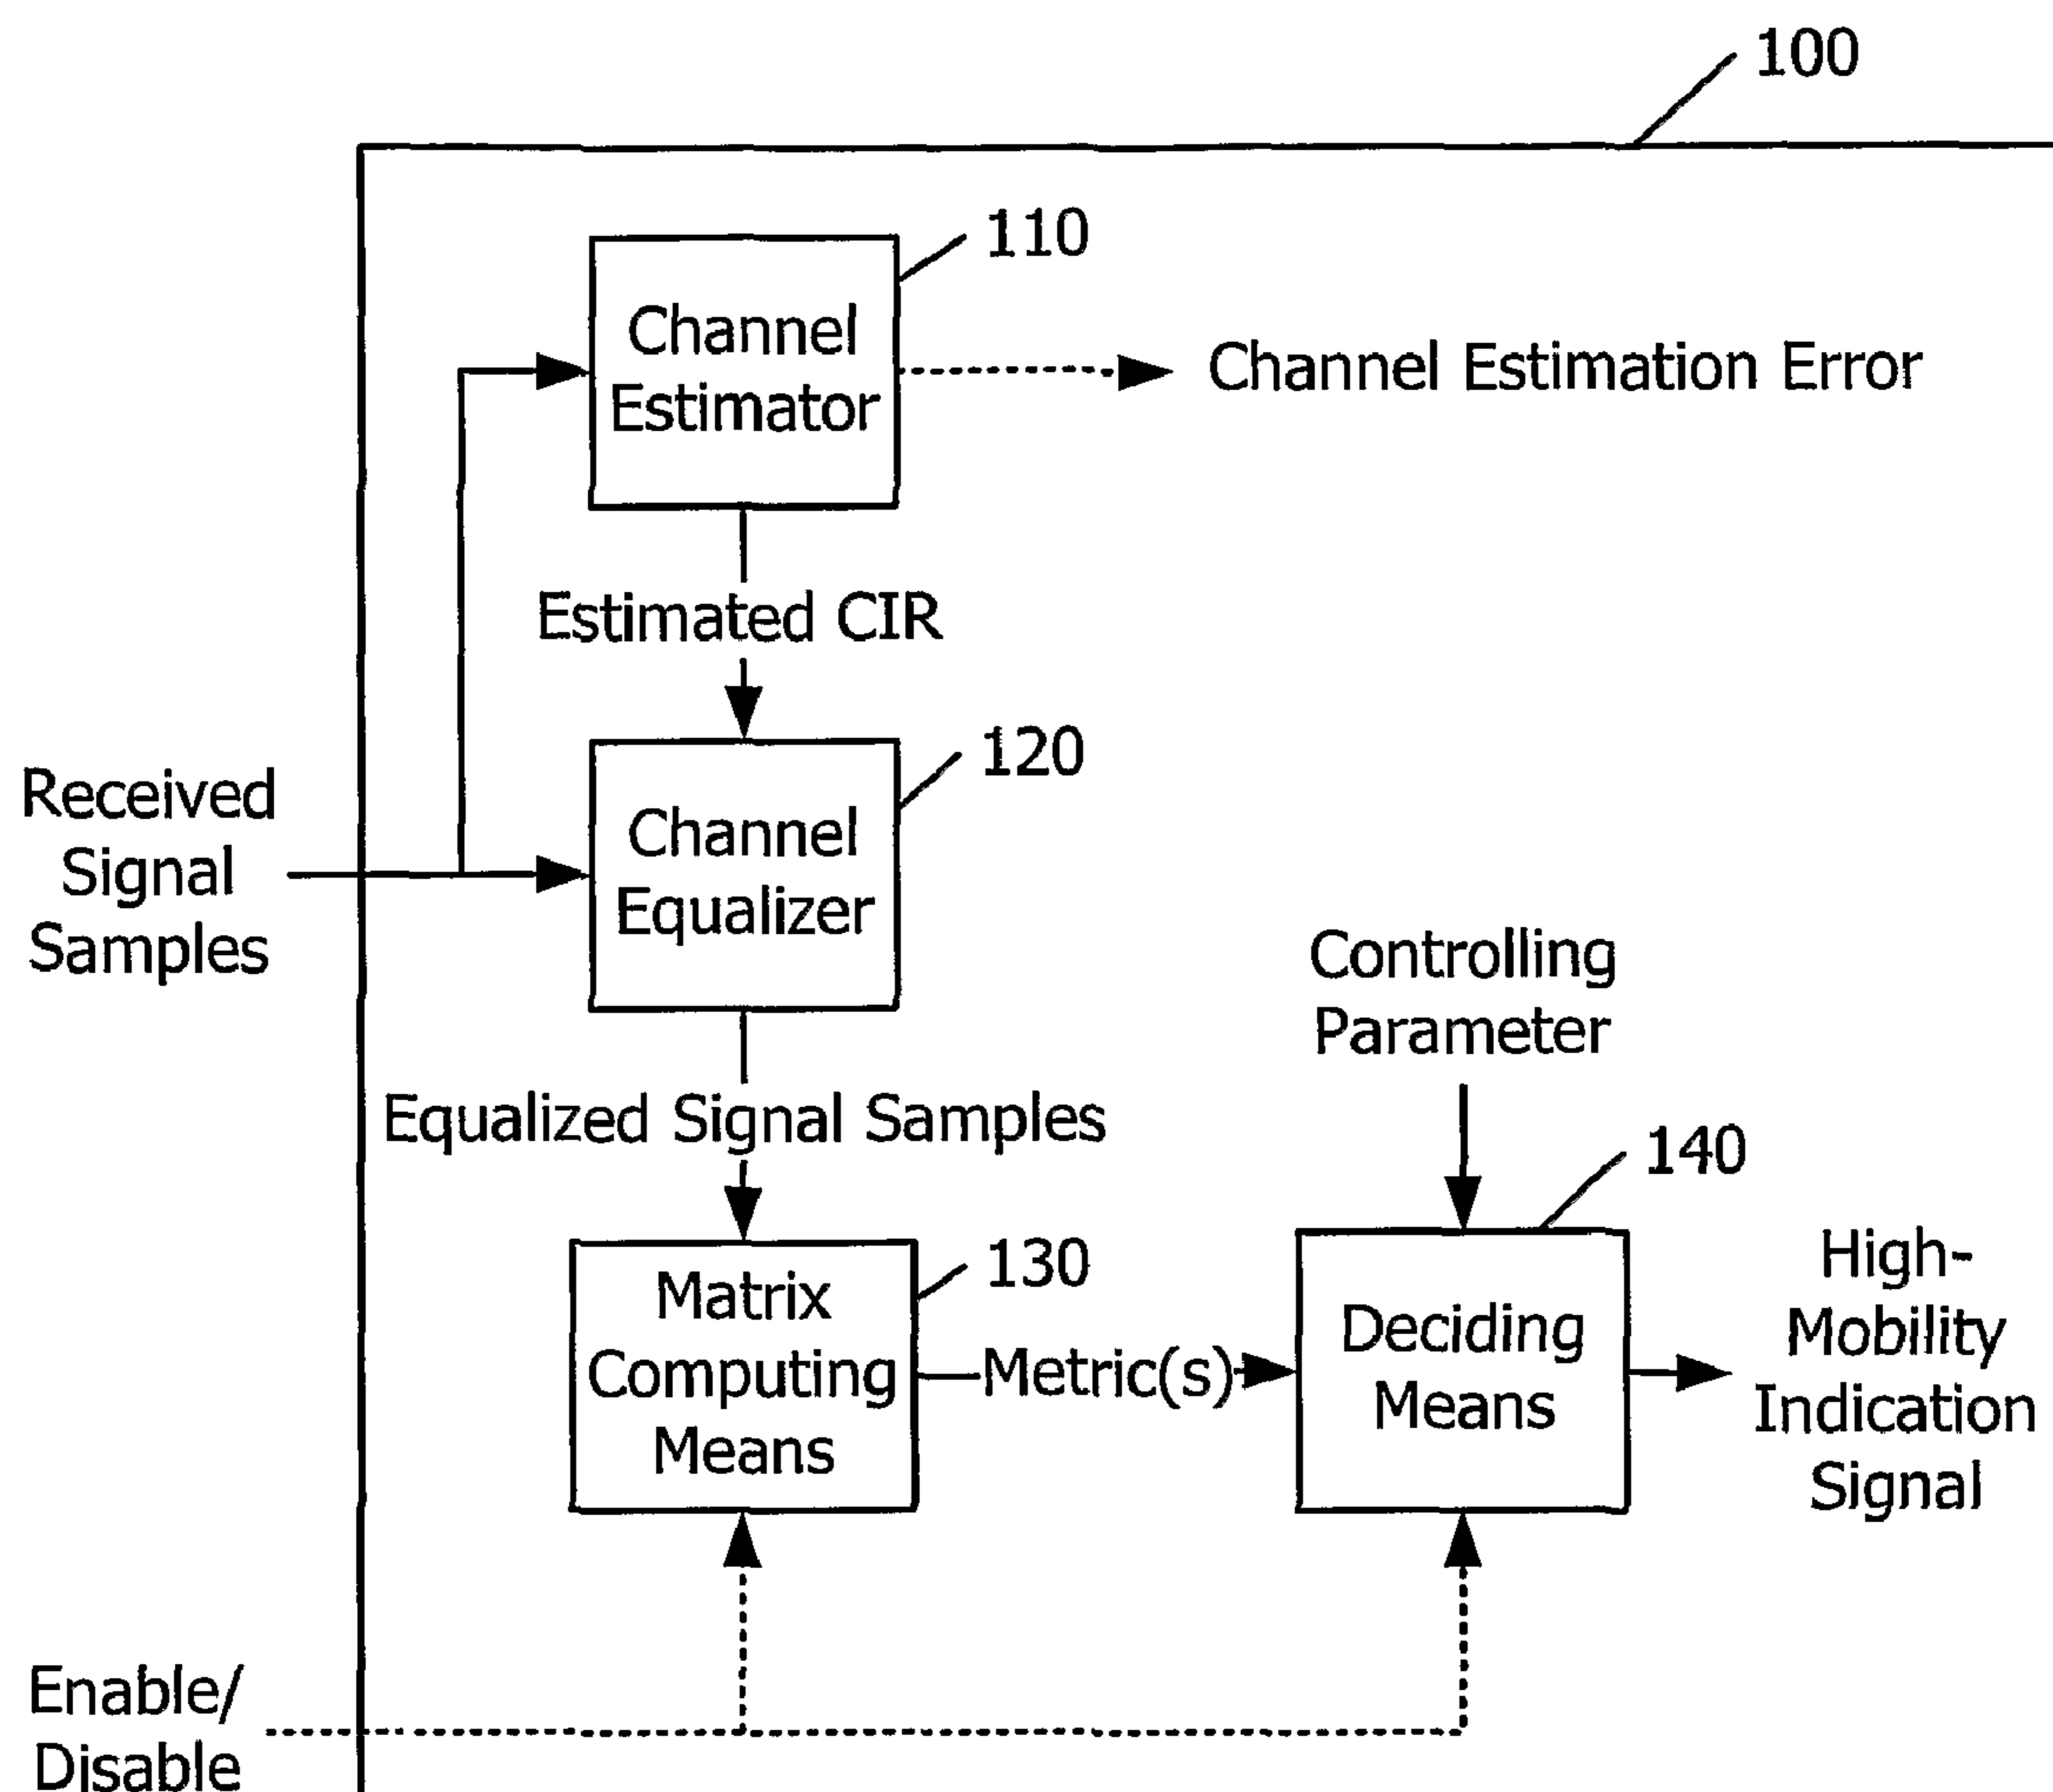 100
110
Channel
Estimator
Channel Estimation Error
Estimated CIR
120
Received
Signal
Samples
Channel
Equalizer
Controlling
Parameter
Equalized Signal Samples
140
130
Matrix
Computing
Means
Metric(s)
Deciding
Means
High-
Mobility
Indication
Signal
Enable/
Disable